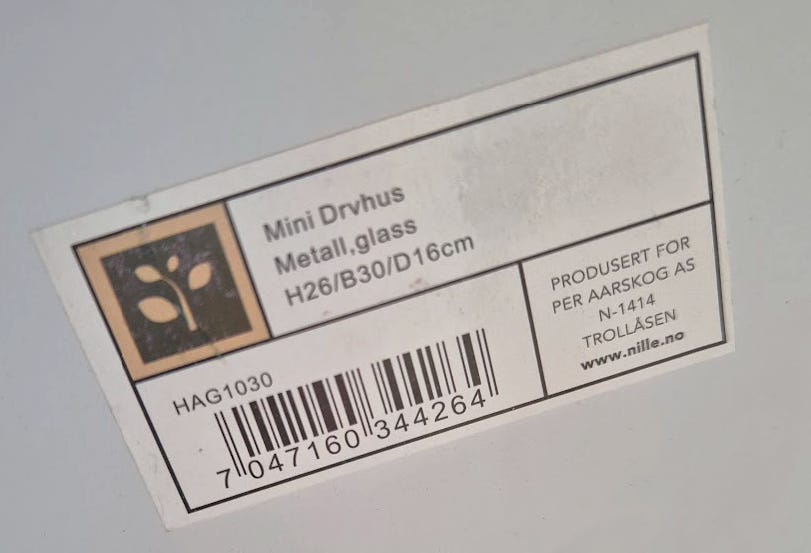 Mini Drvhus
Metall,glass
H26/B30/D16cm
HAG1030
7 047160 344264
PRODUSERT FOR
PER AARSKOG AS
N-1414
TROLLÅSEN
www.nille.no